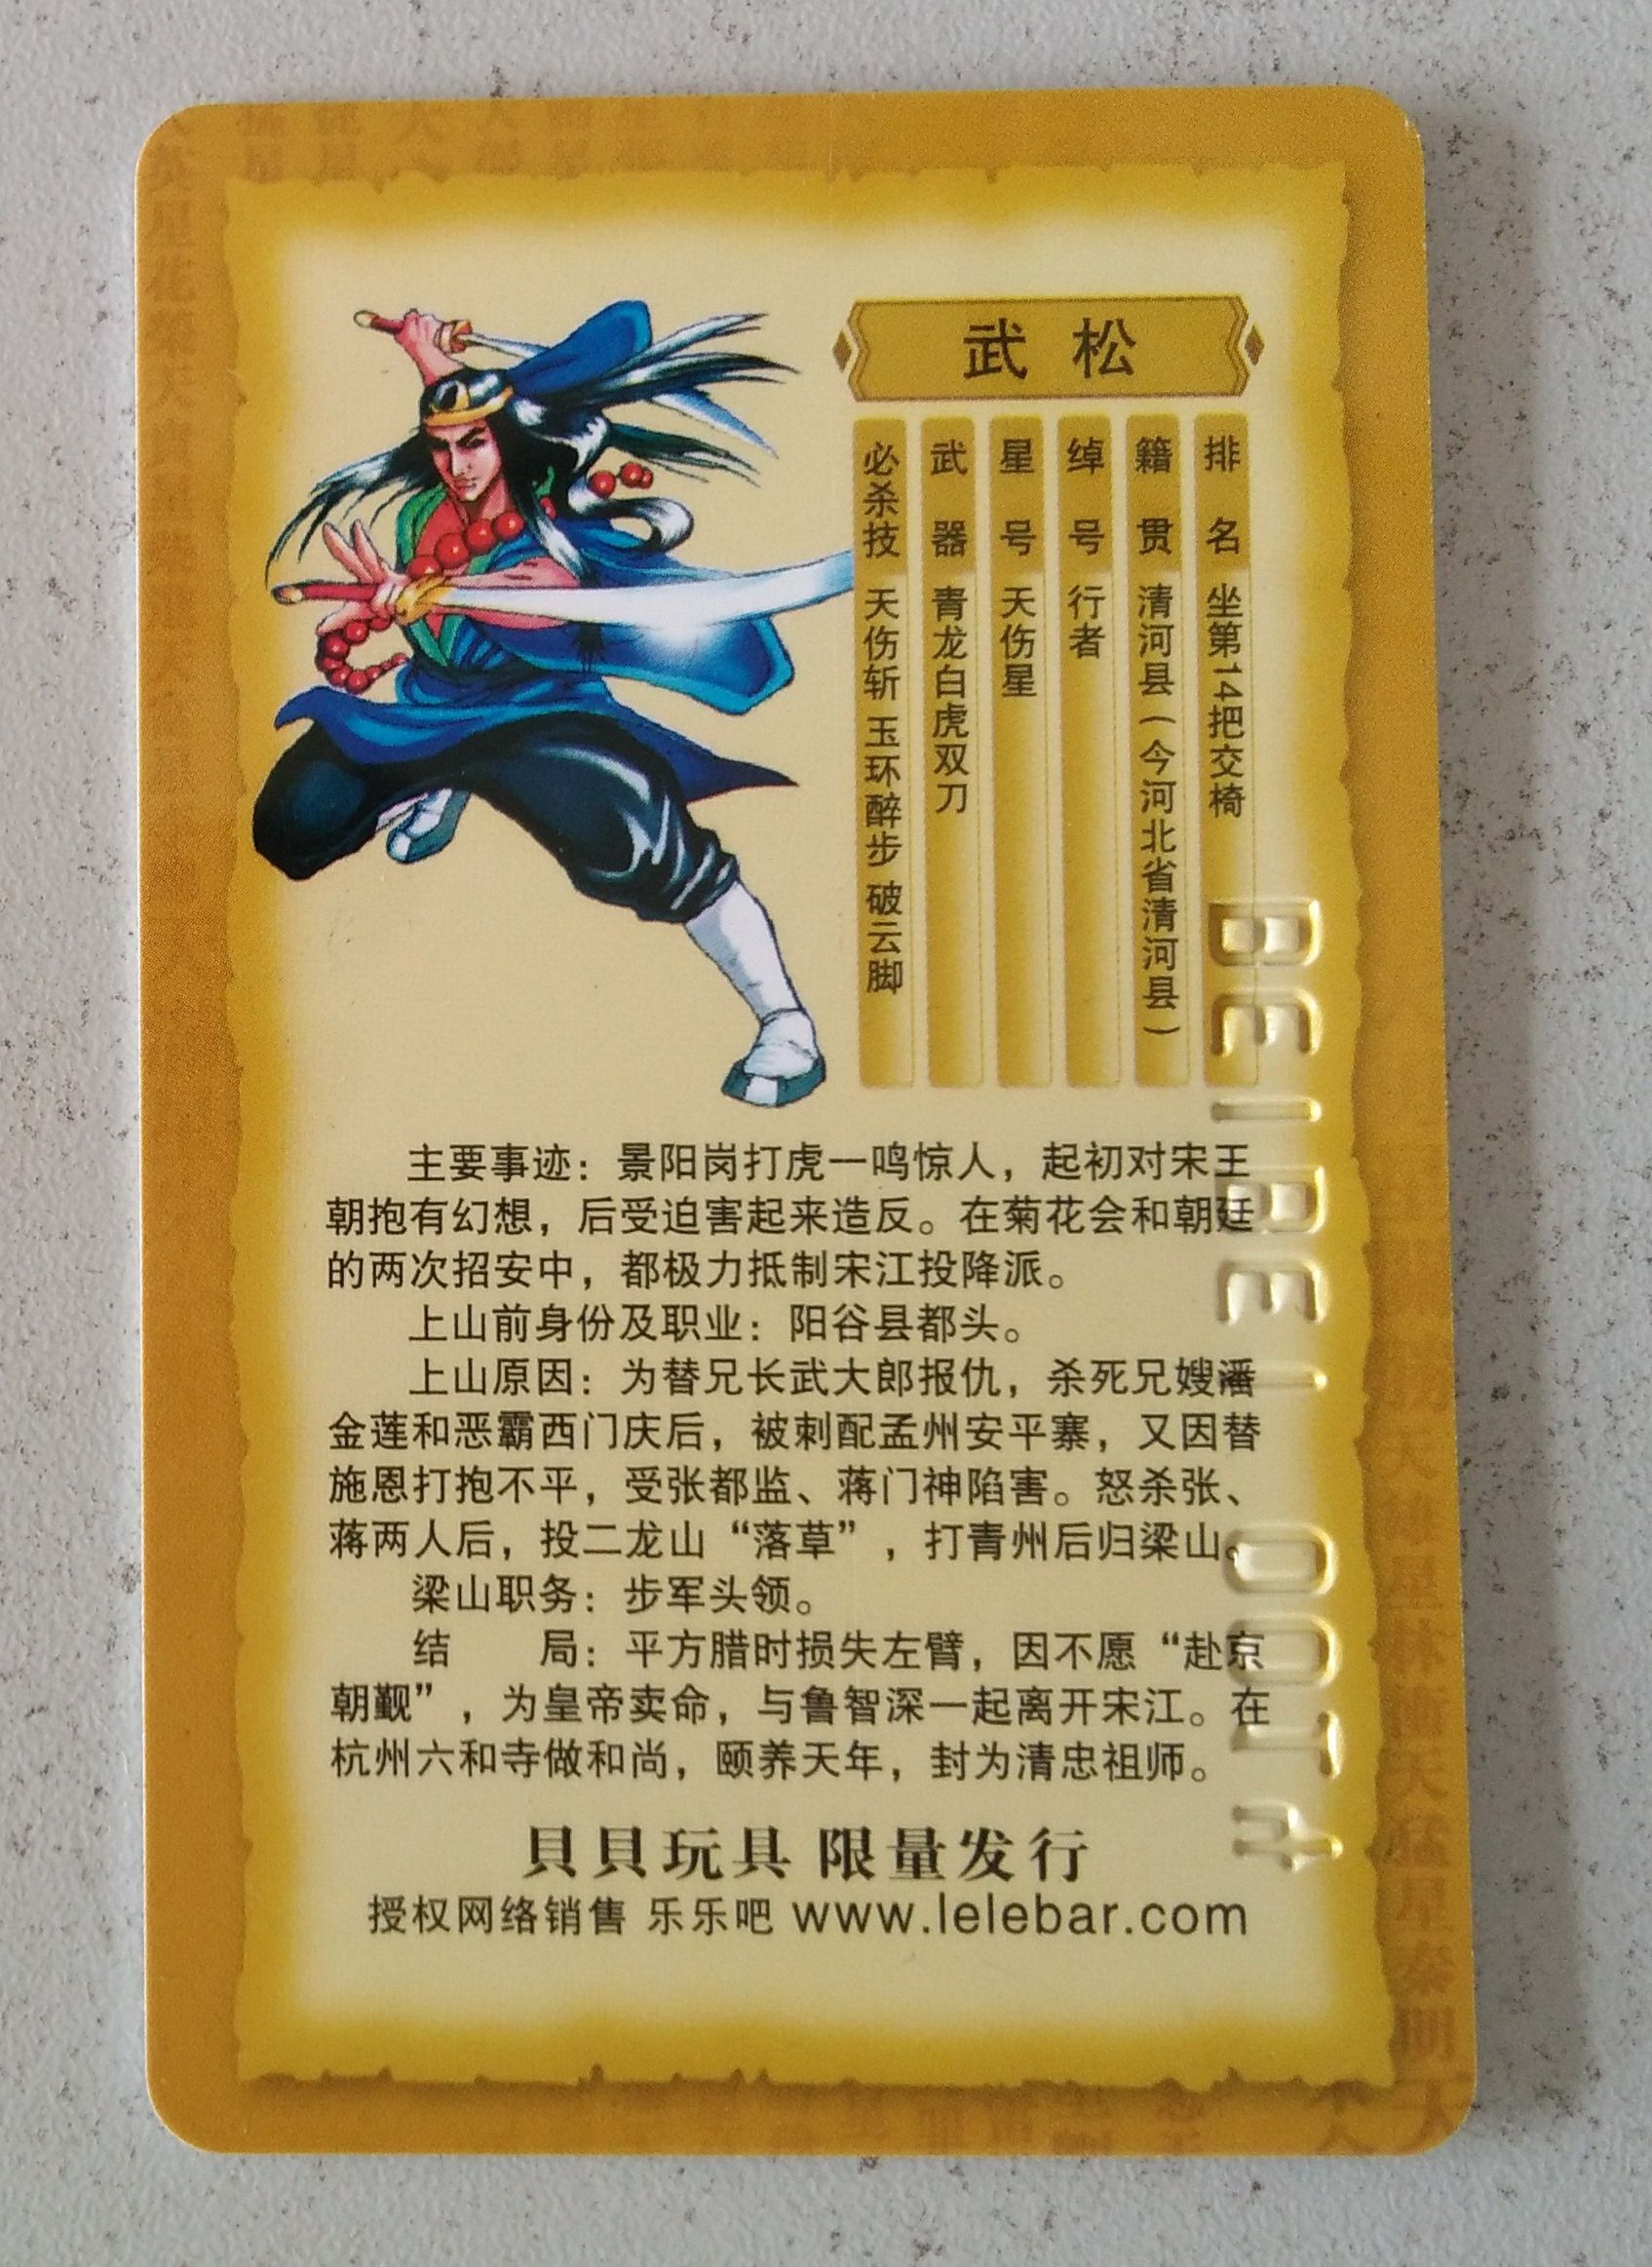 武松
排名 坐第14把交椅
籍贯 清河县(今河北省清河县)
绰号 行者
星号 天伤星
武器 青龙白虎双刀
必杀技 天伤斩 玉环醉步 破云脚
主要事迹：景阳岗打虎一鸣惊人，起初对宋王
朝抱有幻想，后受迫害起来造反。在菊花会和朝廷
的两次招安中，都极力抵制宋江投降派。
上山前身份及职业：阳谷县都头。
上山原因：为替兄长武大郎报仇，杀死兄嫂潘
金莲和恶霸西门庆后，被刺配孟州安平寨，又因替
施恩打抱不平，受张都监、蒋门神陷害。怒杀张、
蒋两人后，投二龙山“落草”，打青州后归梁山。
梁山职务：步军头领。
结 局：平方腊时损失左臂，因不愿“赴京
朝觐”，为皇帝卖命，与鲁智深一起离开宋江。在
杭州六和寺做和尚，颐养天年，封为清忠祖师。
貝貝玩具 限量发行
授权网络销售 乐乐吧 www.lelebar.com